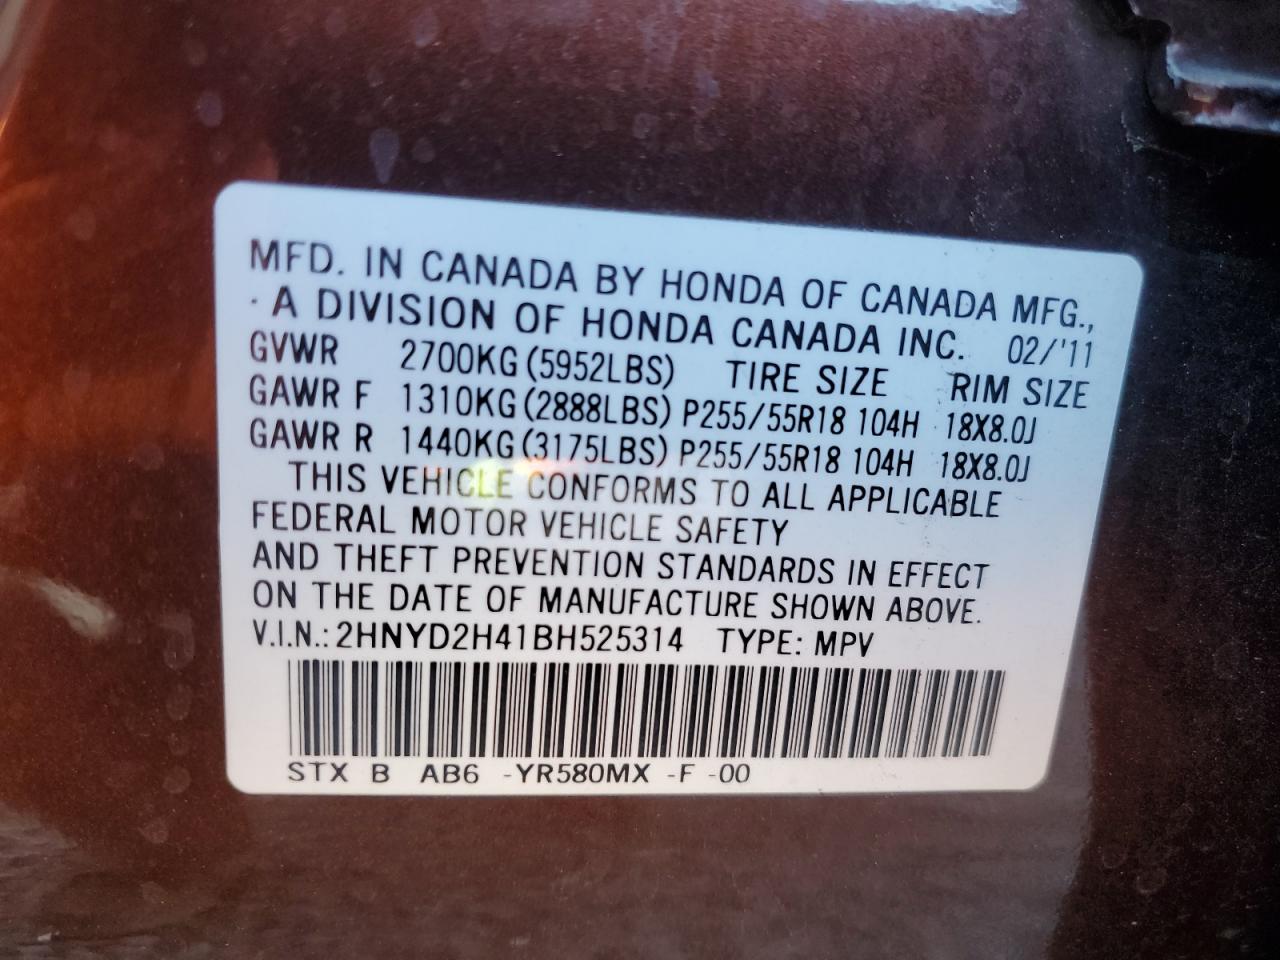 MFD. IN CANADA BY HONDA OF CANADA MFG.,
· A DIVISION OF HONDA CANADA INC. 02/'11
GVWR 2700KG (5952LBS) TIRE SIZE RIM SIZE
GAWR F 1310KG (2888LBS) P255/55R18 104H 18X8.0J
GAWR R 1440KG (3175LBS) P255/55R18 104H 18X8.0J
THIS VEHICLE CONFORMS TO ALL APPLICABLE
FEDERAL MOTOR VEHICLE SAFETY
AND THEFT PREVENTION STANDARDS IN EFFECT
ON THE DATE OF MANUFACTURE SHOWN ABOVE.
V.I.N.: 2HNYD2H41BH525314 TYPE: MPV
STX B AB6 -YR580MX -F -00